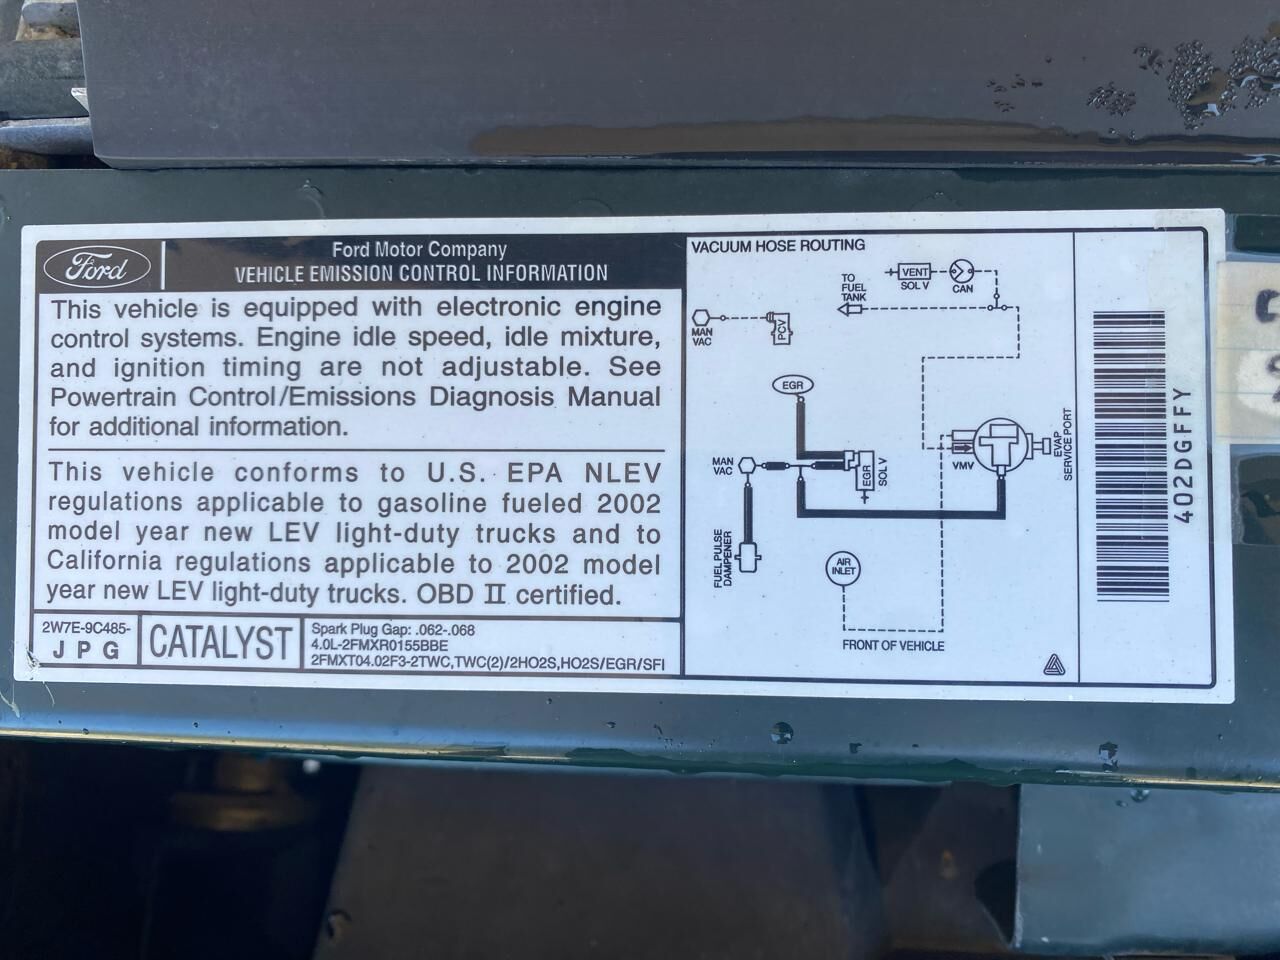 Ford
Ford Motor Company
VEHICLE EMISSION CONTROL INFORMATION
This vehicle is equipped with electronic engine
control systems. Engine idle speed, idle mixture,
and ignition timing are not adjustable. See
Powertrain Control/Emissions Diagnosis Manual
for additional information.
This vehicle conforms to U.S. EPA NLEV
regulations applicable to gasoline fueled 2002
model year new LEV light-duty trucks and to
California regulations applicable to 2002 model
year new LEV light-duty trucks. OBD II certified.
2W7E-9C485-
J P G
CATALYST
Spark Plug Gap: .062-.068
4.0L-2FMXR0155BBE
2FMXT04.02F3-2TWC,TWC(2)/2HO2S,HO2S/EGR/SFI
VACUUM HOSE ROUTING
TO
FUEL
TANK
VENT
SOL V
CAN
MAN
VAC
PCV
EGR
MAN
VAC
EGR
SOL V
VMV
EVAP
SERVICE PORT
FUEL PULSE
DAMPENER
AIR
INLET
FRONT OF VEHICLE
402DGFFY